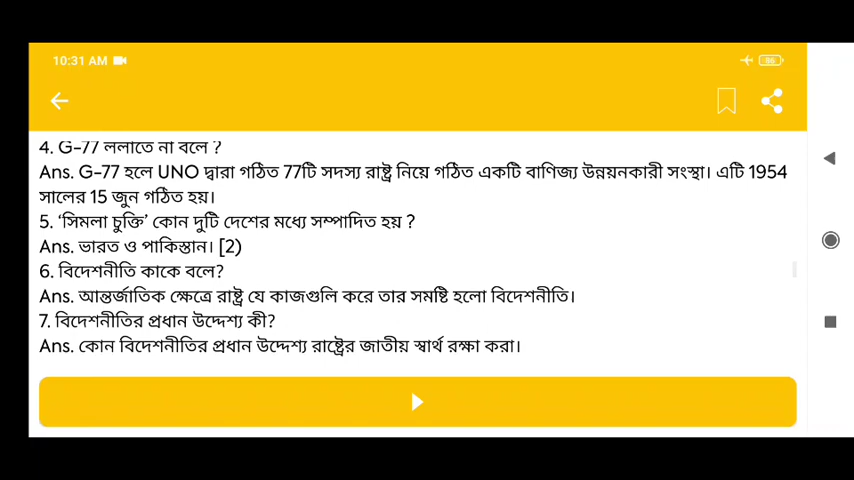 10:31 AM
4. G-77 ললাতে না বলে ?
Ans. G-77 হলে UNO দ্বারা গঠিত 77টি সদস্য রাষ্ট্র নিয়ে গঠিত একটি বাণিজ্য উন্নয়নকারী সংস্থা। এটি 1954
সালের 15 জুন গঠিত হয়।
5. ‘সিমলা চুক্তি’ কোন দুটি দেশের মধ্যে সম্পাদিত হয় ?
Ans. ভারত ও পাকিস্তান। [2)
6. বিদেশনীতি কাকে বলে?
Ans. আন্তর্জাতিক ক্ষেত্রে রাষ্ট্র যে কাজগুলি করে তার সমষ্টি হলো বিদেশনীতি।
7. বিদেশনীতির প্রধান উদ্দেশ্য কী?
Ans. কোন বিদেশনীতির প্রধান উদ্দেশ্য রাষ্ট্রের জাতীয় স্বার্থ রক্ষা করা।